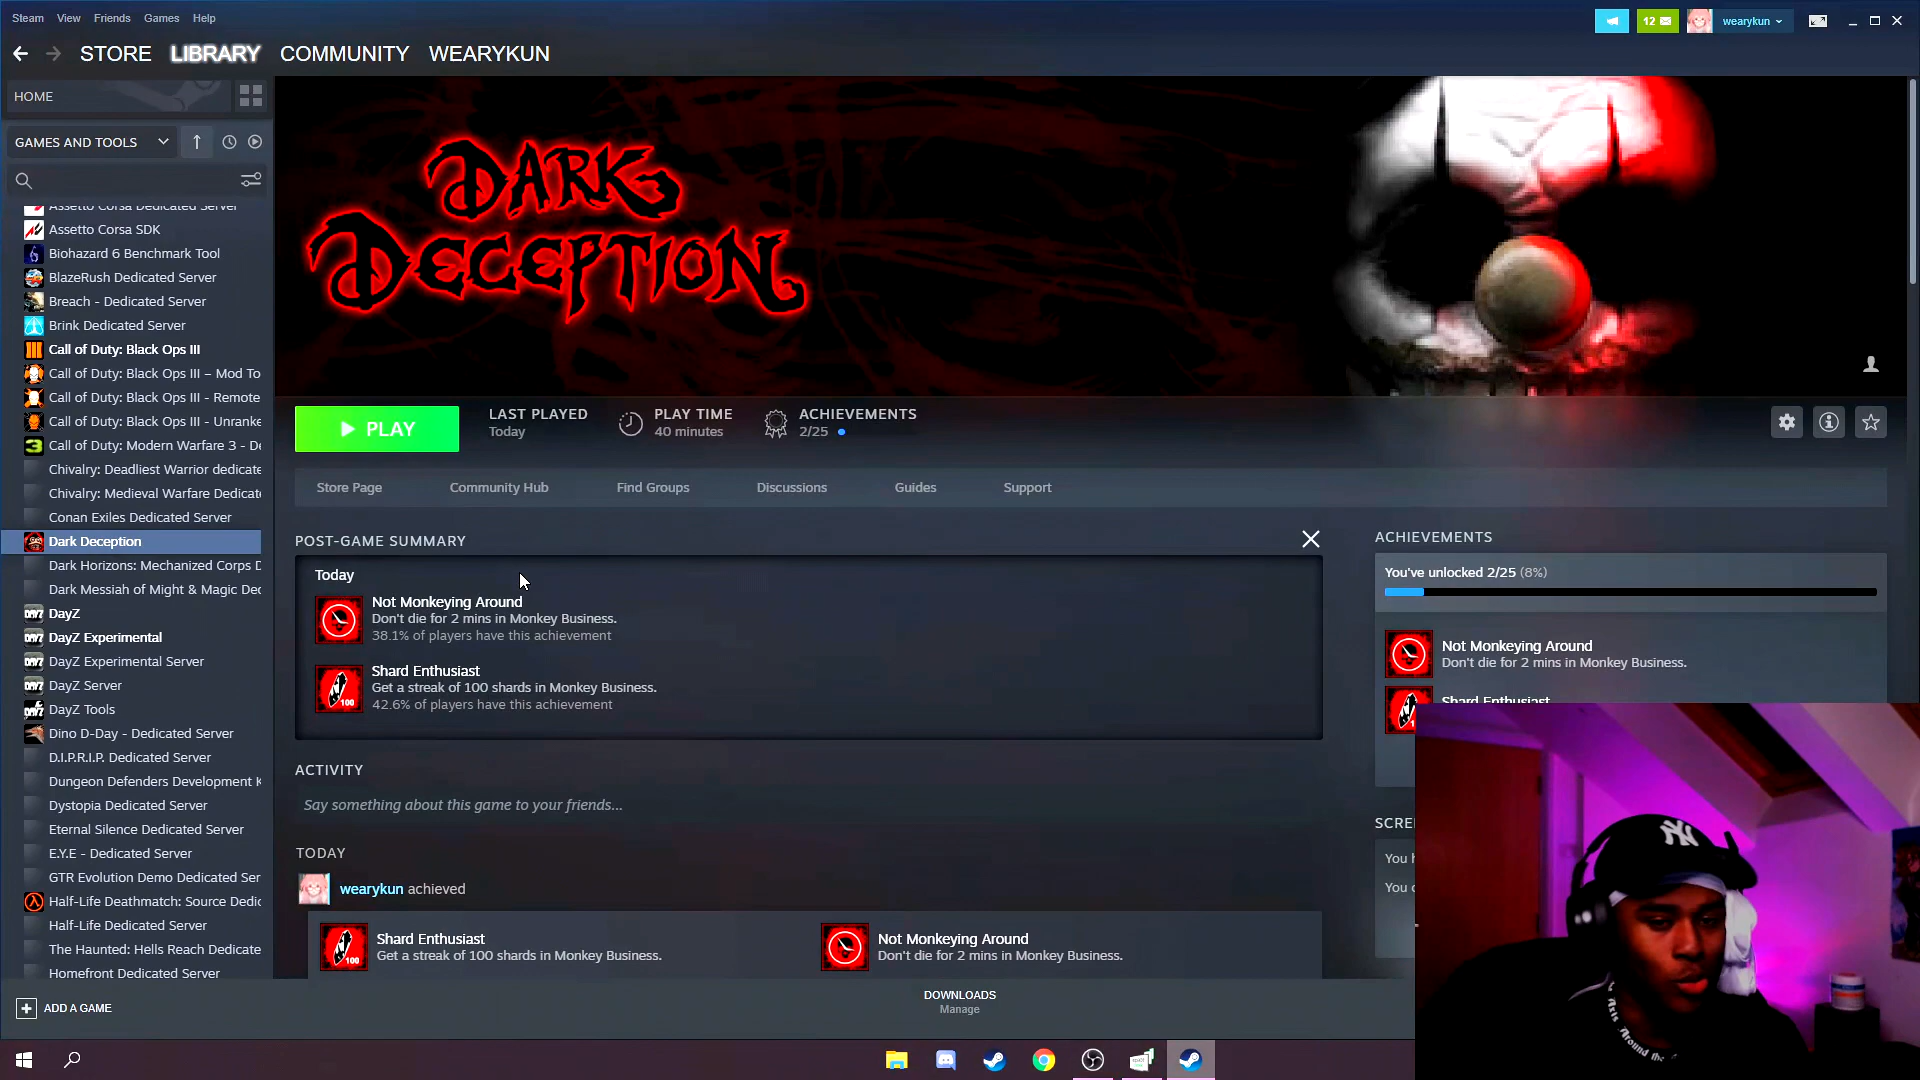 Steam View Friends Games Help
12
wearykun
STORE LIBRARY COMMUNITY WEARYKUN
HOME
GAMES AND TOOLS
Assetto Corsa Dedicated Server
Assetto Corsa SDK
Biohazard 6 Benchmark Tool
BlazeRush Dedicated Server
Breach - Dedicated Server
Brink Dedicated Server
Call of Duty: Black Ops III
Call of Duty: Black Ops III – Mod To
Call of Duty: Black Ops III - Remote
Call of Duty: Black Ops III - Unranke
Call of Duty: Modern Warfare 3 - De
Chivalry: Deadliest Warrior dedicate
Chivalry: Medieval Warfare Dedicat
Conan Exiles Dedicated Server
Dark Deception
Dark Horizons: Mechanized Corps D
Dark Messiah of Might & Magic Dec
DayZ
DayZ Experimental
DayZ Experimental Server
DayZ Server
DayZ Tools
Dino D-Day - Dedicated Server
D.I.P.R.I.P. Dedicated Server
Dungeon Defenders Development K
Dystopia Dedicated Server
Eternal Silence Dedicated Server
E.Y.E - Dedicated Server
GTR Evolution Demo Dedicated Ser
Half-Life Deathmatch: Source Dedic
Half-Life Dedicated Server
The Haunted: Hells Reach Dedicate
Homefront Dedicated Server
ADD A GAME
DARK
DECEPTION
PLAY
LAST PLAYED
Today
PLAY TIME
40 minutes
ACHIEVEMENTS
2/25
Store Page Community Hub Find Groups Discussions Guides Support
POST-GAME SUMMARY
Today
Not Monkeying Around
Don't die for 2 mins in Monkey Business.
38.1% of players have this achievement
100
Shard Enthusiast
Get a streak of 100 shards in Monkey Business.
42.6% of players have this achievement
ACTIVITY
Say something about this game to your friends...
TODAY
wearykun achieved
100
Shard Enthusiast
Get a streak of 100 shards in Monkey Business.
Not Monkeying Around
Don't die for 2 mins in Monkey Business.
ACHIEVEMENTS
You've unlocked 2/25 (8%)
Not Monkeying Around
Don't die for 2 mins in Monkey Business.
Shard Enthusiast
SCRE
You
You
DOWNLOADS
Manage
NY